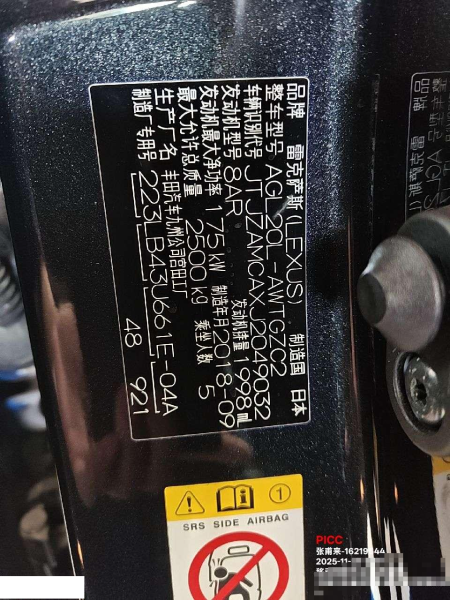 品牌 雷克萨斯(LEXUS) 制造国 日本
整车型号 AGL20L-AWTGZC2
车辆识别代号 JTJZAMCAXJ2049032
发动机型号 8AR 发动机排量 1998mL
发动机最大净功率 175kW 制造年月 2018-09
最大允许总质量 2500kg 乘坐人数 5
生产厂名 丰田汽车九州公司宫田工厂
制造厂专用号 223LB43U661E-04A
48 921
SRS SIDE AIRBAG
PICC